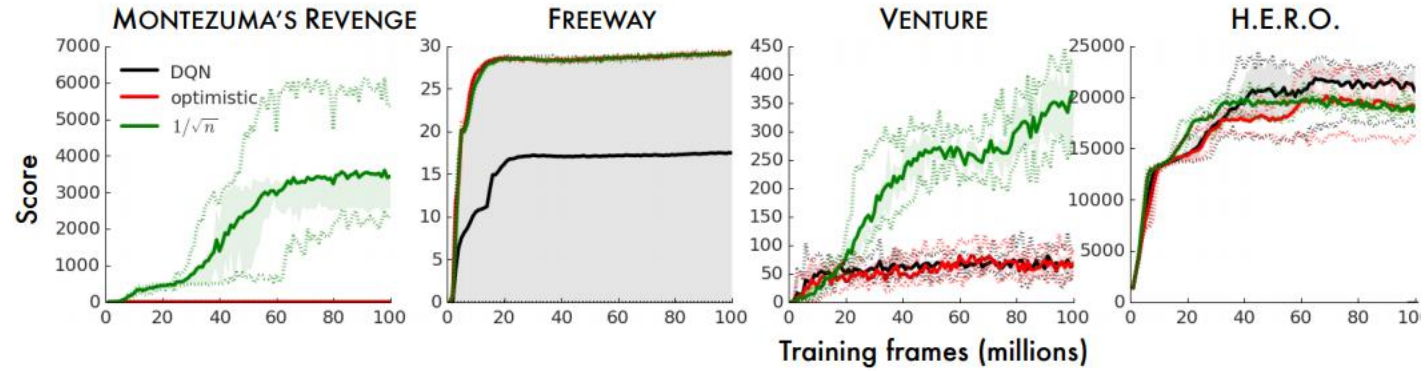 MONTEZUMA'S REVENGE
FREEWAY
VENTURE
H.E.R.O.
7000
6000
5000
4000
3000
2000
1000
0
DQN
optimistic
1/√n
0 20 40 60 80 100
30
25
20
15
10
5
0
0 20 40 60 80 100
450
400
350
300
250
200
150
100
50
0
0 20 40 60 80 100
25000
20000
15000
10000
5000
0
0 20 40 60 80 100
Score
Training frames (millions)